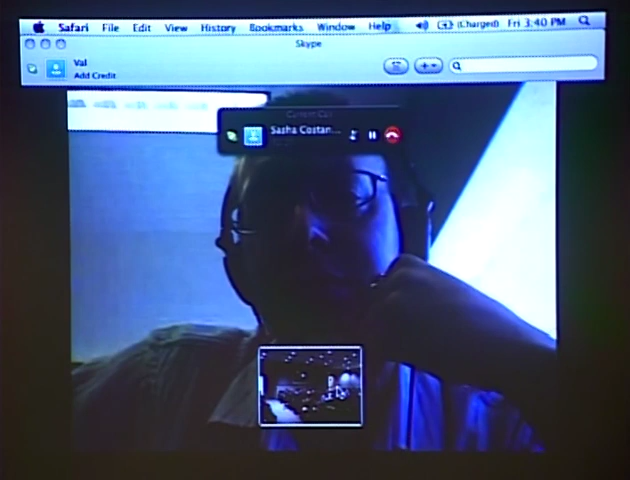 Safari File Edit View History Bookmarks Window Help (Charged) Fri 3:40 PM
Skype
Val
Add Credit
Current Call
Sasha Costan...